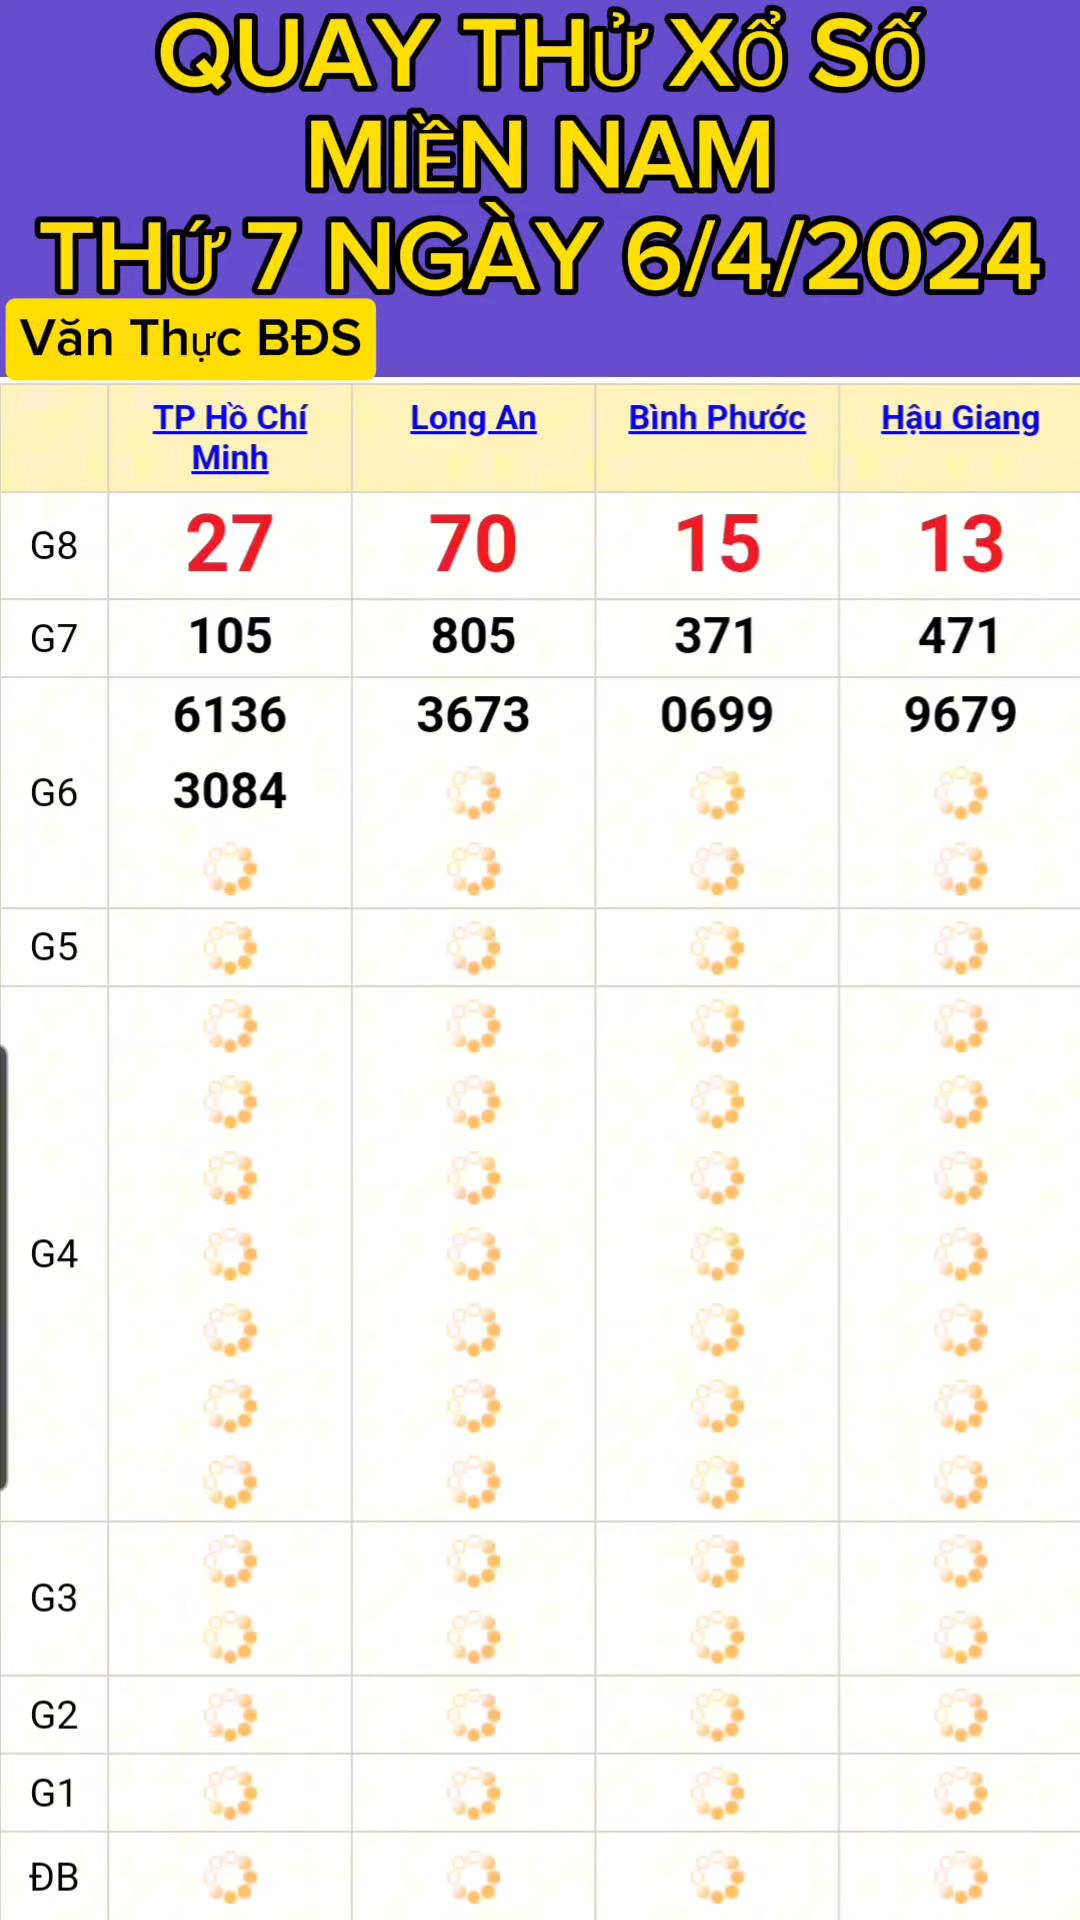 QUAY THỬ XỔ SỐ
MIỀN NAM
THỨ 7 NGÀY 6/4/2024
Văn Thực BĐS
TP Hồ Chí Minh Long An Bình Phước Hậu Giang
G8 27 70 15 13
G7 105 805 371 471
6136 3673 0699 9679
G6 3084
G5
G4
G3
G2
G1
ĐB